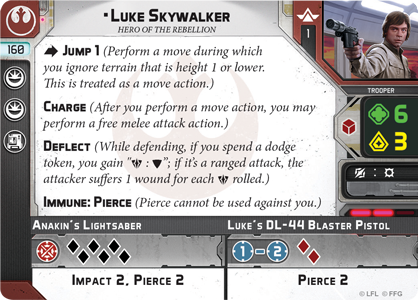 •Luke Skywalker
HERO OF THE REBELLION
160
1
Jump 1 (Perform a move during which
you ignore terrain that is height 1 or lower.
This is treated as a move action.)
Charge (After you perform a move action, you may
perform a free melee attack action.)
Deflect (While defending, if you spend a dodge
token, you gain " : "; if it's a ranged attack, the
attacker suffers 1 wound for each rolled.)
Immune: Pierce (Pierce cannot be used against you.)
TROOPER
6
3
:
Anakin's Lightsaber
Impact 2, Pierce 2
Luke's DL-44 Blaster Pistol
1 – 2
Pierce 2
© LFL © FFG